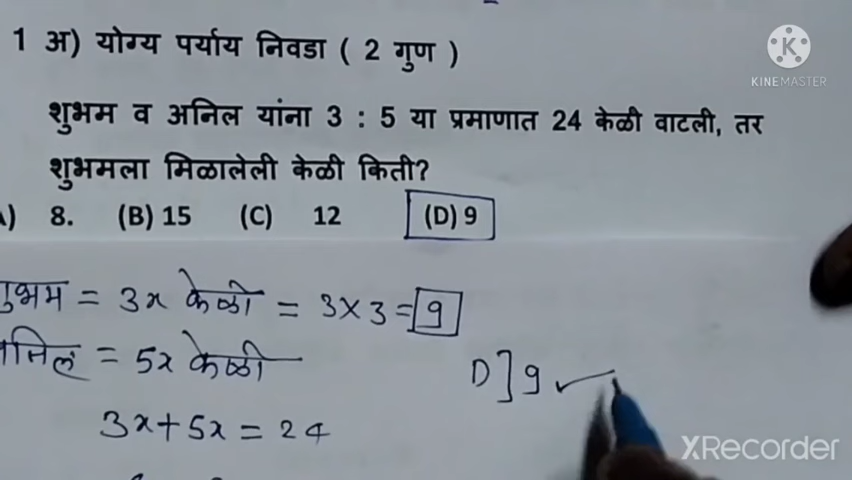 1 अ) योग्य पर्याय निवडा ( 2 गुण )
शुभम व अनिल यांना 3 : 5 या प्रमाणात 24 केळी वाटली, तर
शुभमला मिळालेली केळी किती?
8. (B) 15 (C) 12 (D) 9
= 3x केळी = 3×3= 9
= 5x केळी
D] 9 ✓
3x+5x = 24
K
KINEMASTER
XRecorder